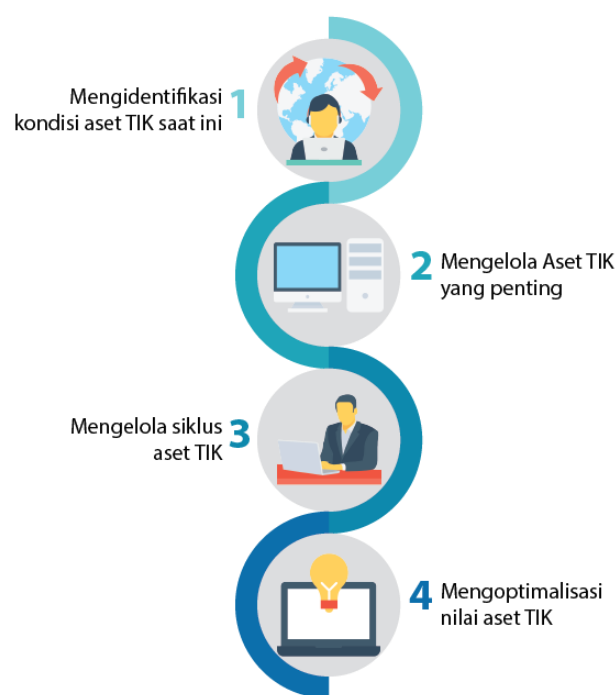 1
Mengidentifikasi
kondisi aset TIK saat ini
2
Mengelola Aset TIK
yang penting
3
Mengelola siklus
aset TIK
4
Mengoptimalisasi
nilai aset TIK